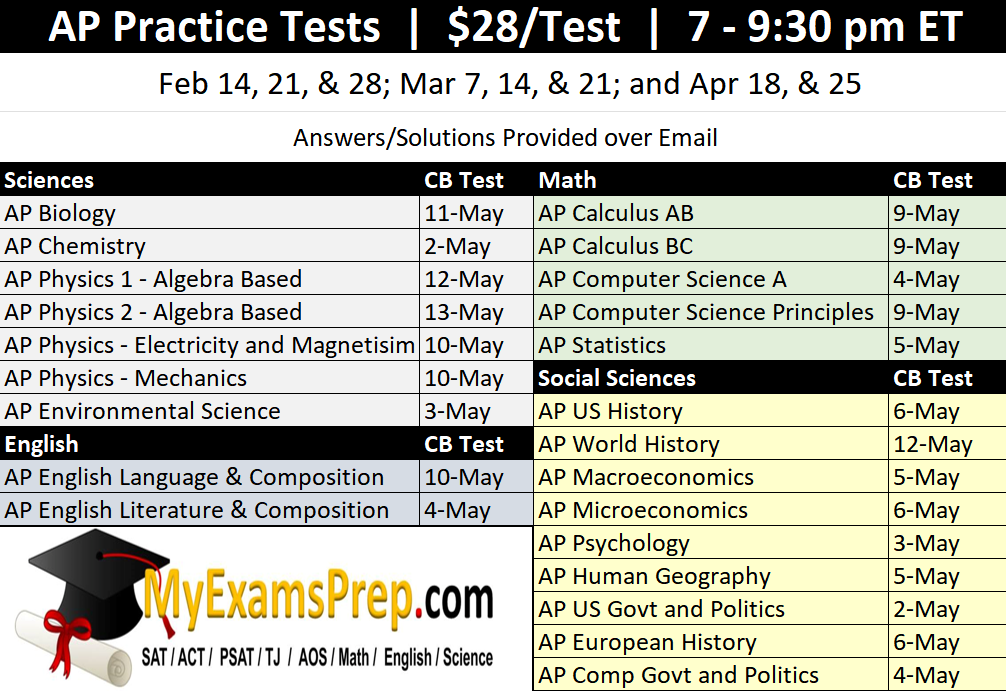 AP Practice Tests | $28/Test | 7 - 9:30 pm ET
Feb 14, 21, & 28; Mar 7, 14, & 21; and Apr 18, & 25
Answers/Solutions Provided over Email
Sciences CB Test
AP Biology 11-May
AP Chemistry 2-May
AP Physics 1 - Algebra Based 12-May
AP Physics 2 - Algebra Based 13-May
AP Physics - Electricity and Magnetisim 10-May
AP Physics - Mechanics 10-May
AP Environmental Science 3-May
English CB Test
AP English Language & Composition 10-May
AP English Literature & Composition 4-May
Math CB Test
AP Calculus AB 9-May
AP Calculus BC 9-May
AP Computer Science A 4-May
AP Computer Science Principles 9-May
AP Statistics 5-May
Social Sciences CB Test
AP US History 6-May
AP World History 12-May
AP Macroeconomics 5-May
AP Microeconomics 6-May
AP Psychology 3-May
AP Human Geography 5-May
AP US Govt and Politics 2-May
AP European History 6-May
AP Comp Govt and Politics 4-May
MyExamsPrep.com
SAT / ACT / PSAT / TJ / AOS / Math / English / Science